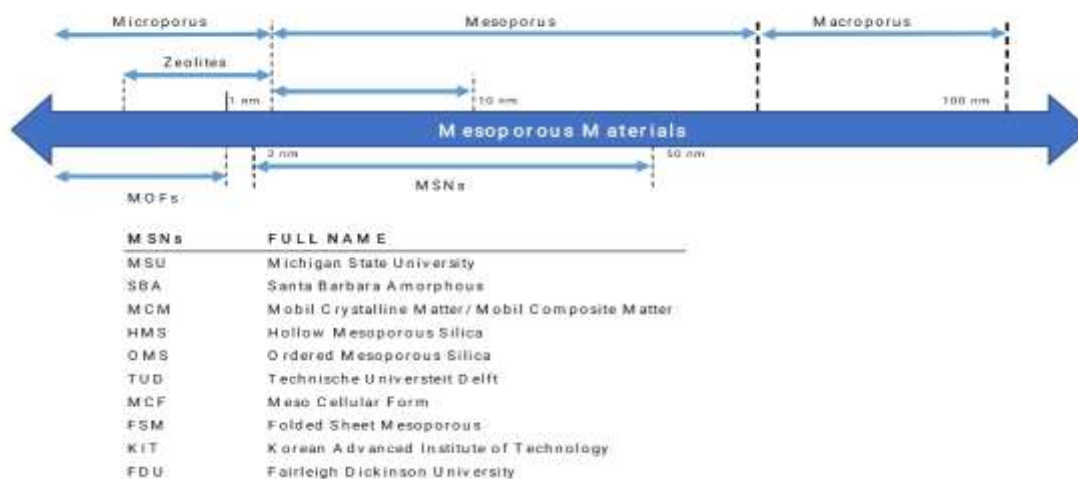 Microporus Mesoporus Macroporus
Zeolites
1 nm 10 nm 100 nm
Mesoporous Materials
2 nm 50 nm
MSNs
MOFs
MSNs FULL NAME
MSU Michigan State University
SBA Santa Barbara Amorphous
MCM Mobil Crystalline Matter/ Mobil Composite Matter
HMS Hollow Mesoporous Silica
OMS Ordered Mesoporous Silica
TUD Technische Universteit Delft
MCF Meso Cellular Form
FSM Folded Sheet Mesoporous
KIT Korean Advanced Institute of Technology
FDU Fairleigh Dickinson University